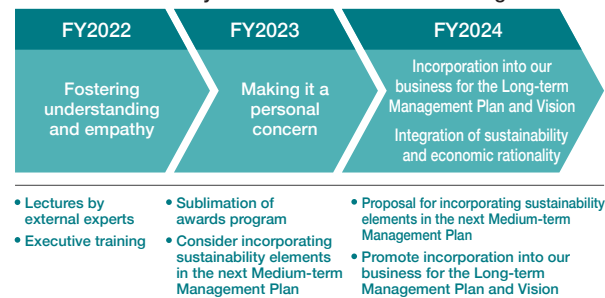 FY2022
Fostering
understanding
and empathy
FY2023
Making it a
personal
concern
FY2024
Incorporation into our
business for the Long-term
Management Plan and Vision
Integration of sustainability
and economic rationality
• Lectures by
external experts
• Executive training
• Sublimation of
awards program
• Consider incorporating
sustainability elements
in the next Medium-term
Management Plan
• Proposal for incorporating sustainability
elements in the next Medium-term
Management Plan
• Promote incorporation into our
business for the Long-term
Management Plan and Vision